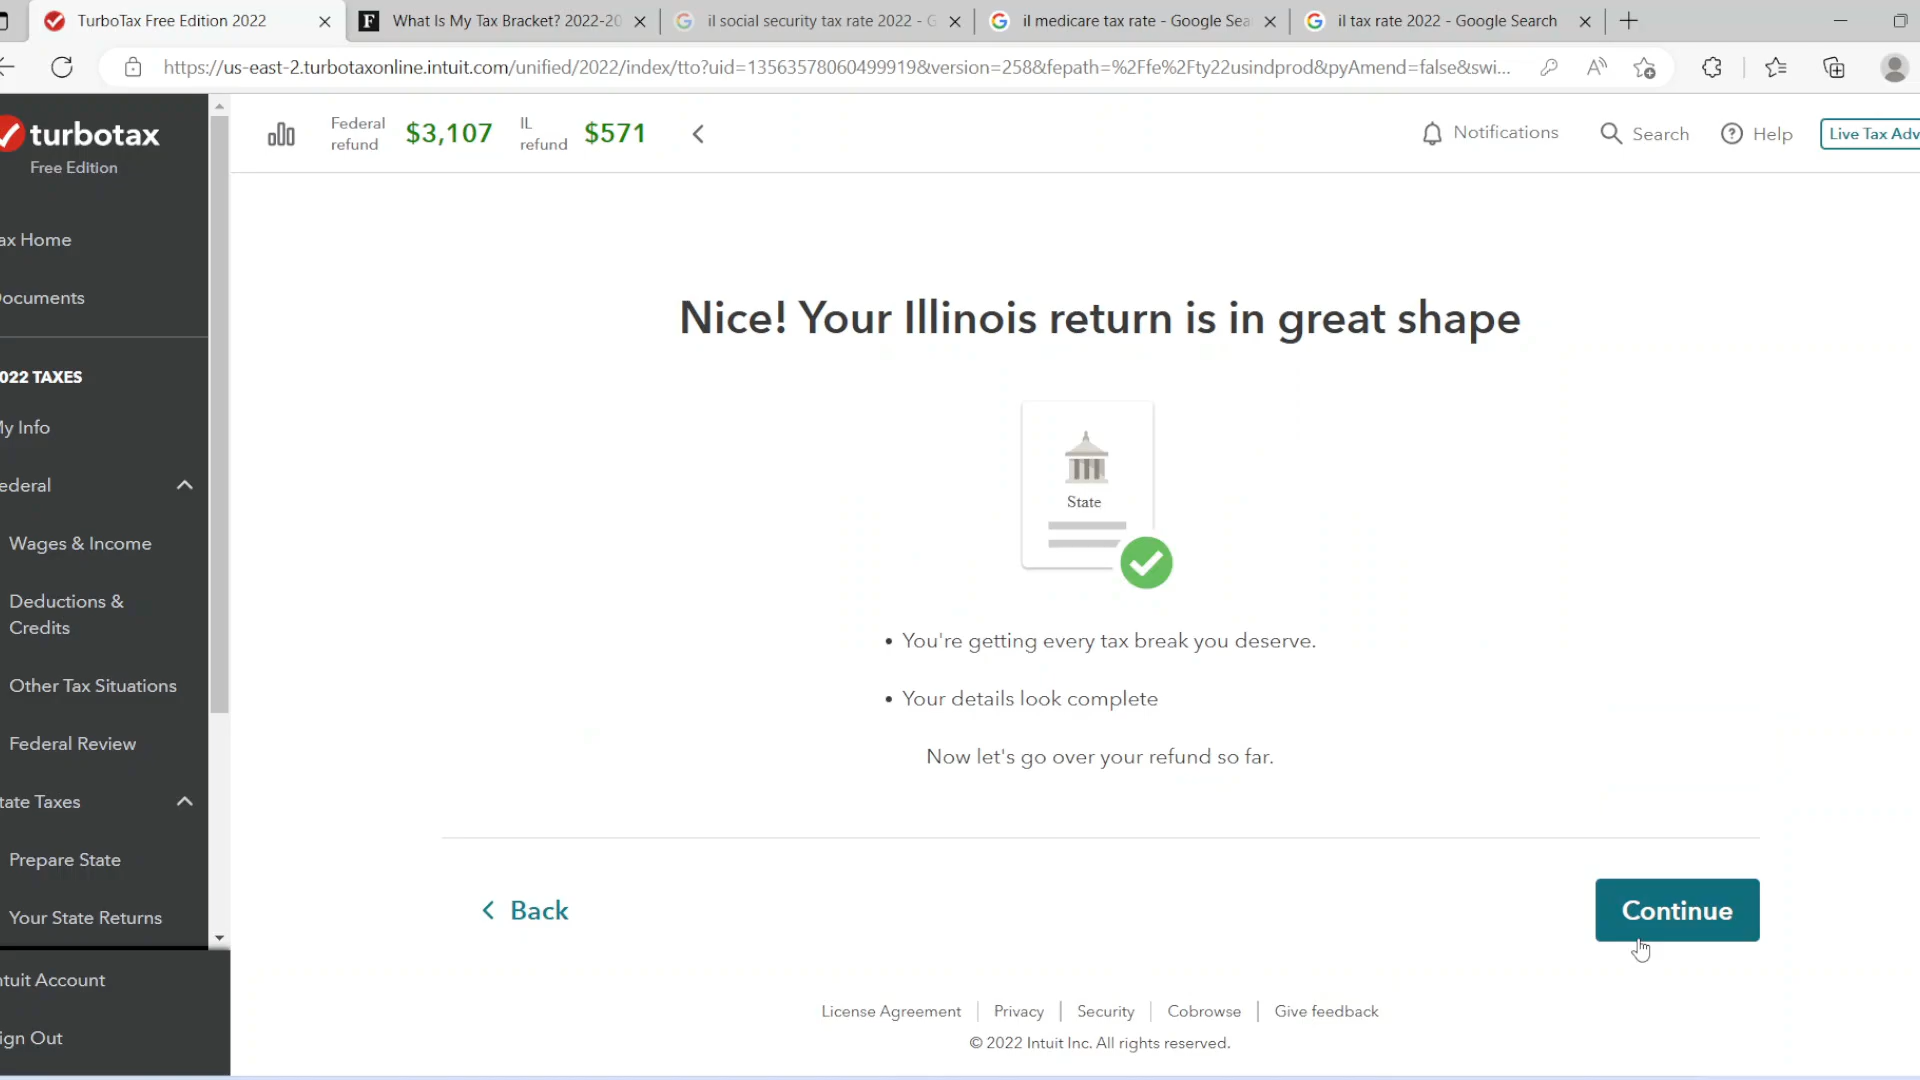 TurboTax Free Edition 2022
What Is My Tax Bracket? 2022-20
il social security tax rate 2022 - G
il medicare tax rate - Google Sea
il tax rate 2022 - Google Search
https://us-east-2.turbotaxonline.intuit.com/unified/2022/index/tto?uid=13563578060499919&version=258&fepath=%2Ffe%2Fty22usindprod&pyAmend=false&swi...
turbotax
Free Edition
Federal
refund
$3,107
IL
refund
$571
Notifications
Search
Help
Live Tax Adv
ax Home
ocuments
022 TAXES
My Info
ederal
Wages & Income
Deductions &
Credits
Other Tax Situations
Federal Review
tate Taxes
Prepare State
Your State Returns
ntuit Account
ign Out
Nice! Your Illinois return is in great shape
State
• You're getting every tax break you deserve.
• Your details look complete
Now let's go over your refund so far.
Back
Continue
License Agreement
Privacy
Security
Cobrowse
Give feedback
© 2022 Intuit Inc. All rights reserved.